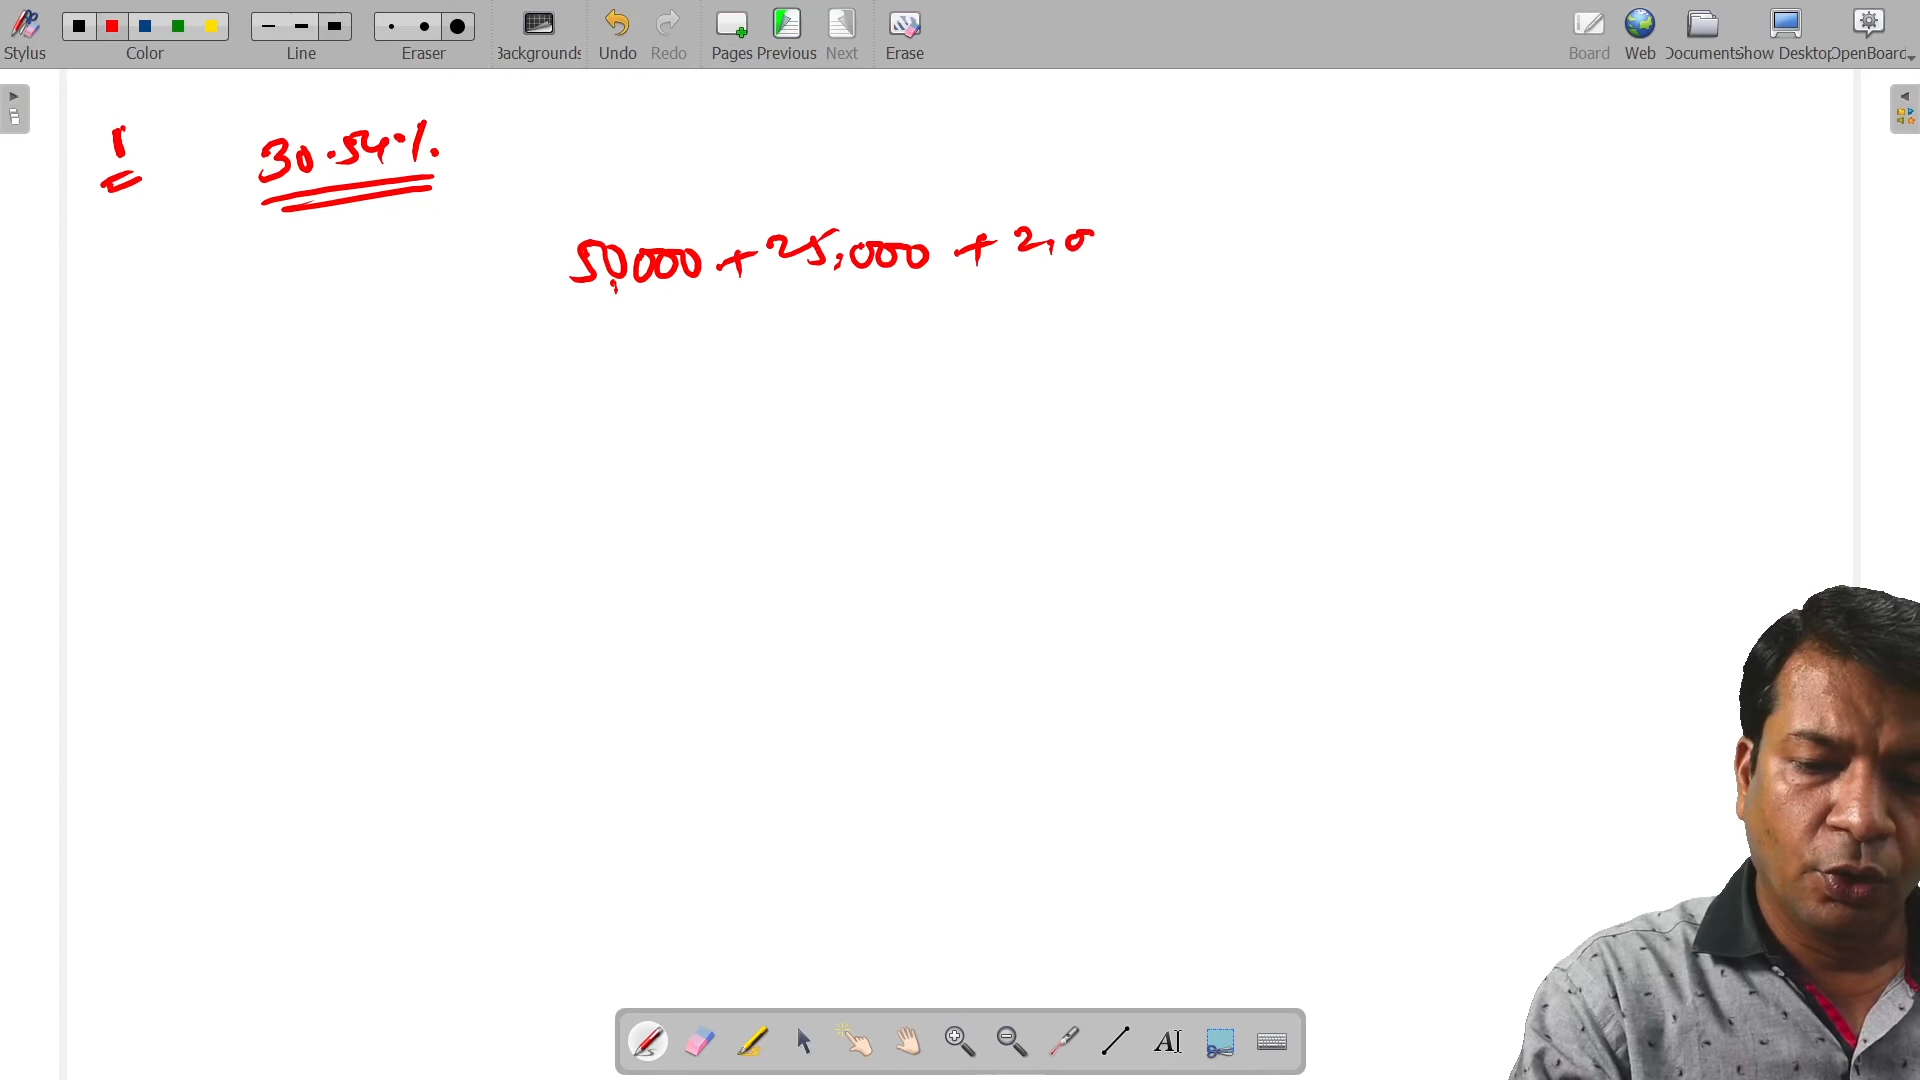 Stylus Color Line Eraser Backgrounds Undo Redo Pages Previous Next Erase Board Web Documents Show Desktop OpenBoard
30.54%.
50,000 + 25,000 + 2,0